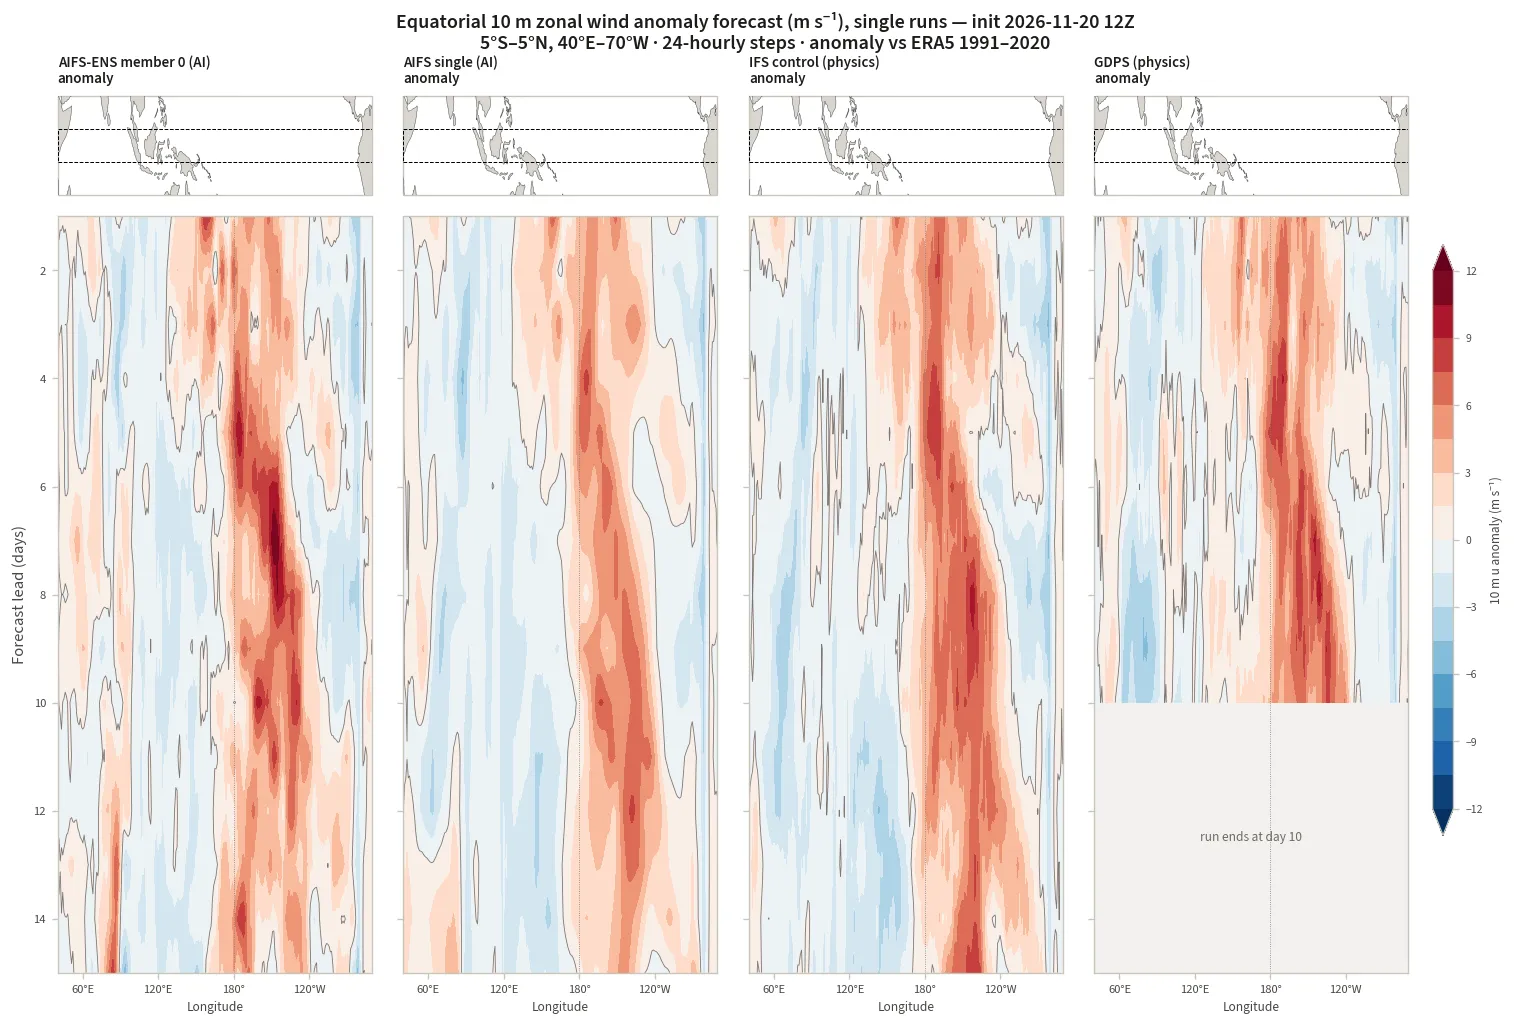 Equatorial 10 m zonal wind anomaly forecast (m s⁻¹), single runs — init 2026-11-20 12Z
5°S–5°N, 40°E–70°W · 24-hourly steps · anomaly vs ERA5 1991–2020
AIFS-ENS member 0 (AI)
anomaly
AIFS single (AI)
anomaly
IFS control (physics)
anomaly
GDPS (physics)
anomaly
2
4
6
8
10
12
14
Forecast lead (days)
run ends at day 10
60°E
120°E
180°
120°W
60°E
120°E
180°
120°W
60°E
120°E
180°
120°W
60°E
120°E
180°
120°W
Longitude
Longitude
Longitude
Longitude
12
9
6
3
0
−3
−6
−9
−12
10 m u anomaly (m s⁻¹)